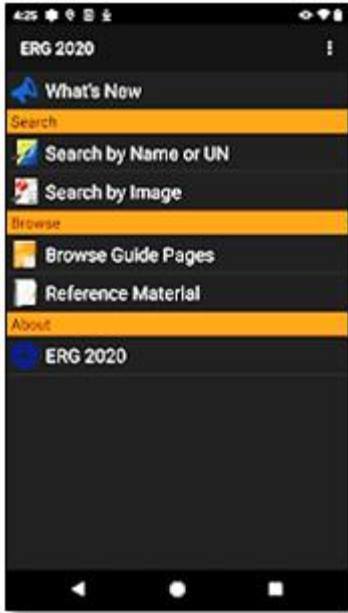 4:25
ERG 2020
What's New
Search
Search by Name or UN
Search by Image
Browse
Browse Guide Pages
Reference Material
About
ERG 2020